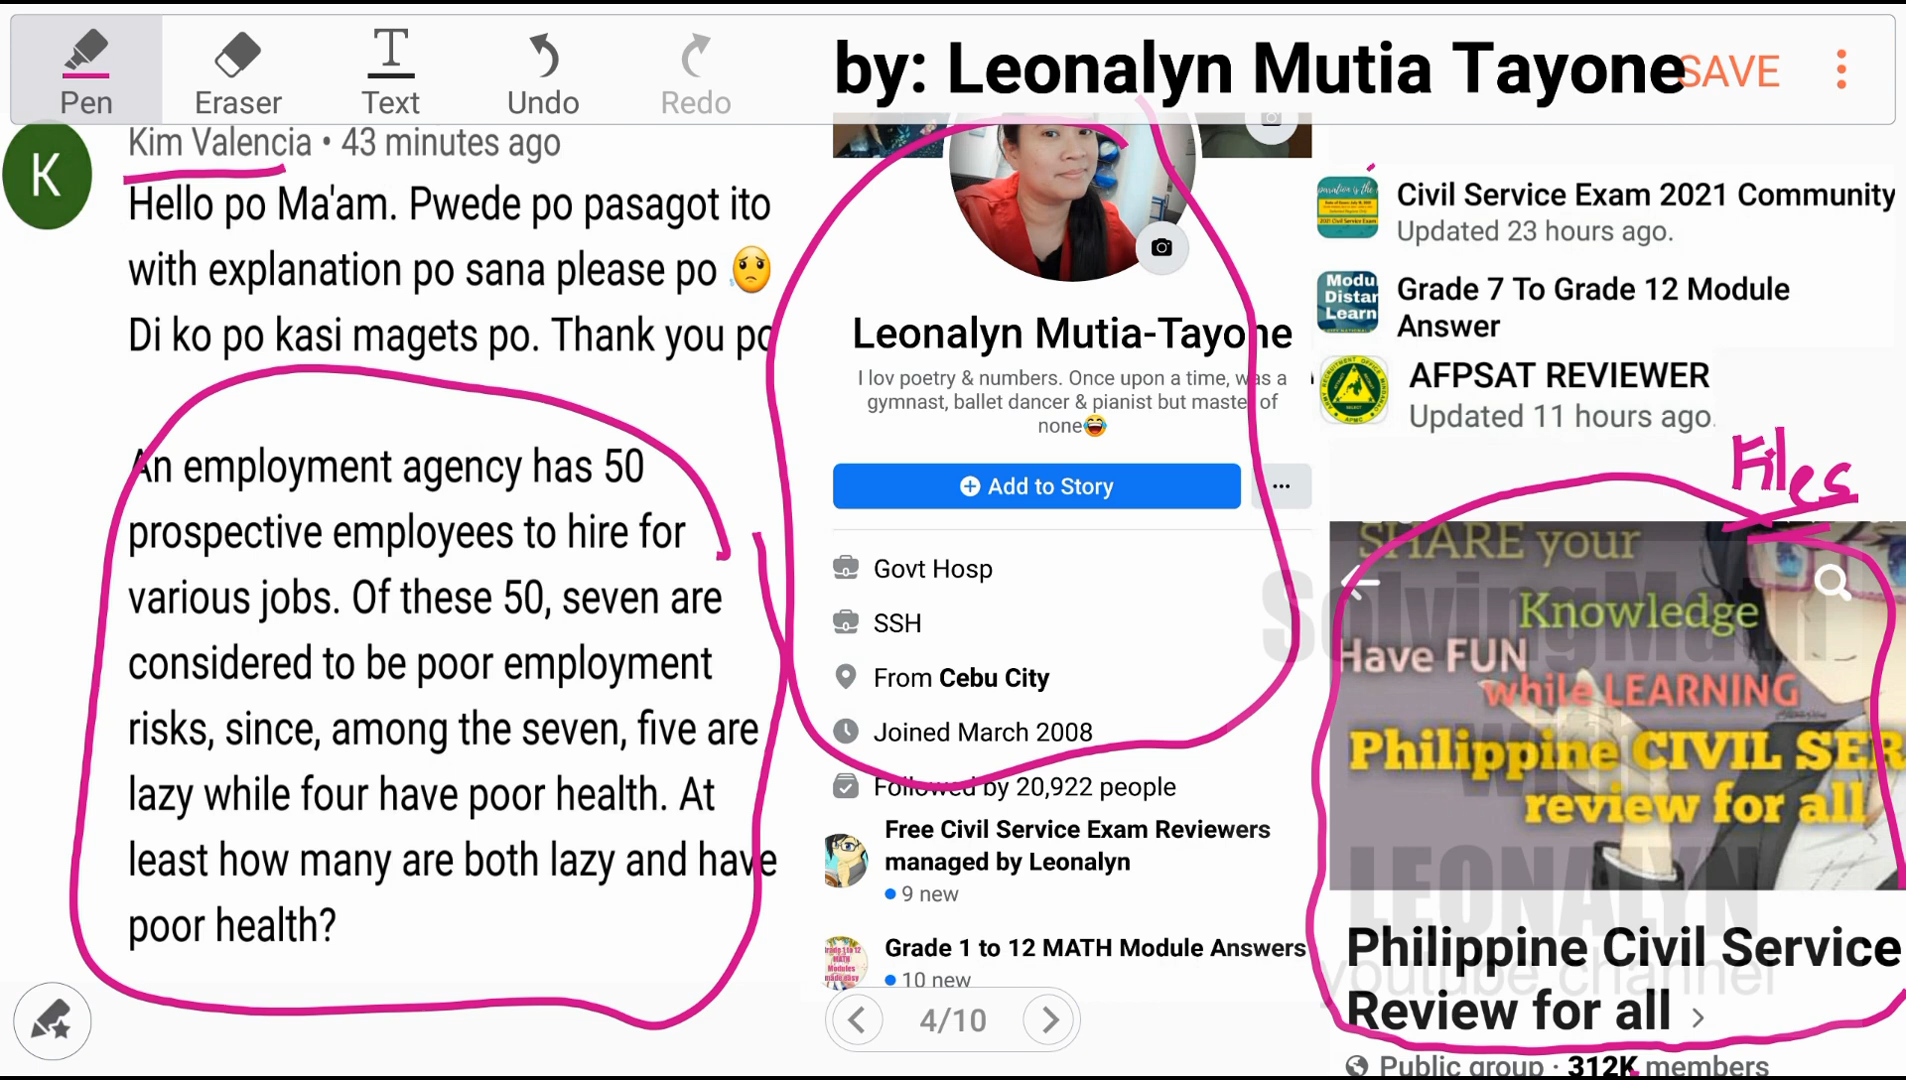 Pen
Eraser
Text
Undo
Redo
by: Leonalyn Mutia Tayone
SAVE
K
Kim Valencia • 43 minutes ago
Hello po Ma'am. Pwede po pasagot ito
with explanation po sana please po 😟
Di ko po kasi magets po. Thank you po
An employment agency has 50
prospective employees to hire for
various jobs. Of these 50, seven are
considered to be poor employment
risks, since, among the seven, five are
lazy while four have poor health. At
least how many are both lazy and have
poor health?
Leonalyn Mutia-Tayone
I lov poetry & numbers. Once upon a time, was a
gymnast, ballet dancer & pianist but master of
none😂
Add to Story
Govt Hosp
SSH
From Cebu City
Joined March 2008
Followed by 20,922 people
Free Civil Service Exam Reviewers
managed by Leonalyn
• 9 new
Grade 1 to 12 MATH Module Answers
• 10 new
4/10
Civil Service Exam 2021 Community
Updated 23 hours ago.
Modu
Distar
Learn
Grade 7 To Grade 12 Module
Answer
AFPSAT REVIEWER
Updated 11 hours ago.
Files
SHARE your
Knowledge
Have FUN
while LEARNING
Philippine CIVIL SER
review for all
SolvingMath
with
LEONALYN
youtube channel
Philippine Civil Service
Review for all >
Public group · 312K members